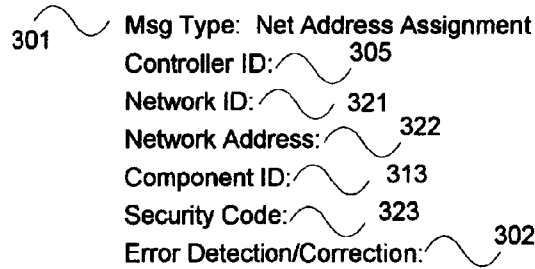 301 Msg Type: Net Address Assignment
Controller ID: 305
Network ID: 321
Network Address: 322
Component ID: 313
Security Code: 323
Error Detection/Correction: 302